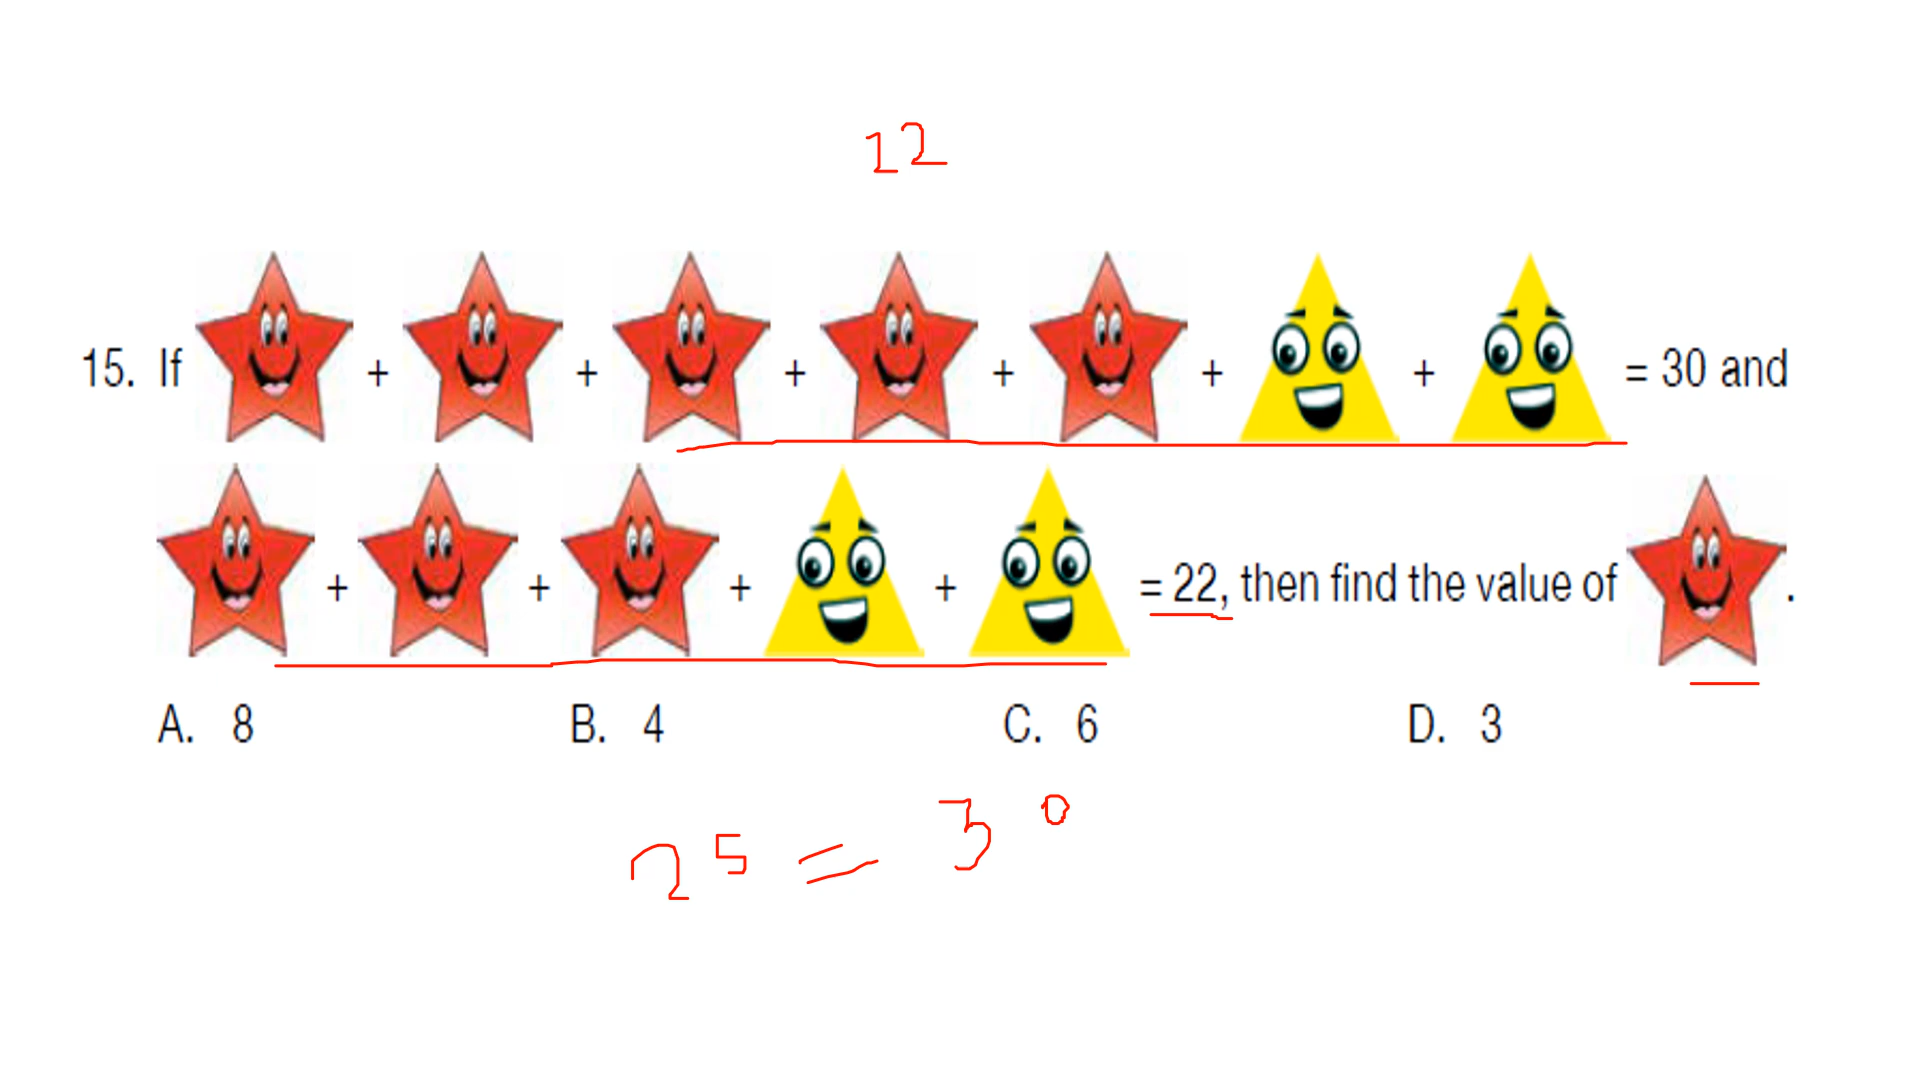 12
15. If + + + + + + = 30 and
+ + + + = 22, then find the value of .
A. 8 B. 4 C. 6 D. 3
25 = 30